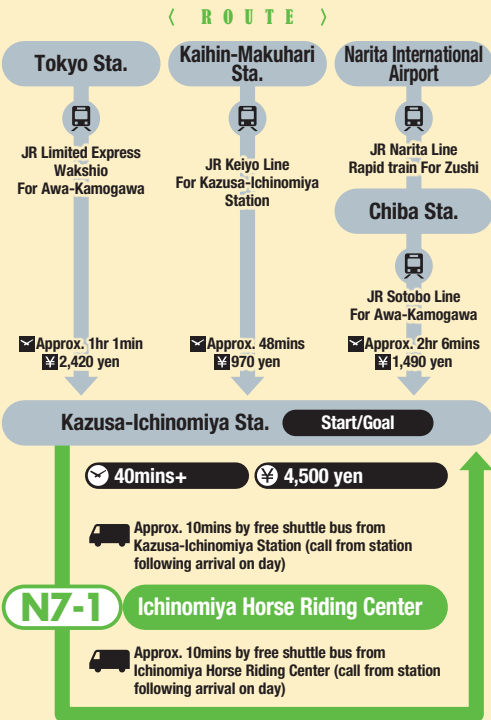 〈 ROUTE 〉
Tokyo Sta.
JR Limited Express
Wakshio
For Awa-Kamogawa
Approx. 1hr 1min
¥2,420 yen
Kaihin-Makuhari
Sta.
JR Keiyo Line
For Kazusa-Ichinomiya
Station
Approx. 48mins
¥970 yen
Narita International
Airport
JR Narita Line
Rapid train For Zushi
Chiba Sta.
JR Sotobo Line
For Awa-Kamogawa
Approx. 2hr 6mins
¥1,490 yen
Kazusa-Ichinomiya Sta. Start/Goal
40mins+ ¥ 4,500 yen
Approx. 10mins by free shuttle bus from
Kazusa-Ichinomiya Station (call from station
following arrival on day)
N7-1 Ichinomiya Horse Riding Center
Approx. 10mins by free shuttle bus from
Ichinomiya Horse Riding Center (call from station
following arrival on day)